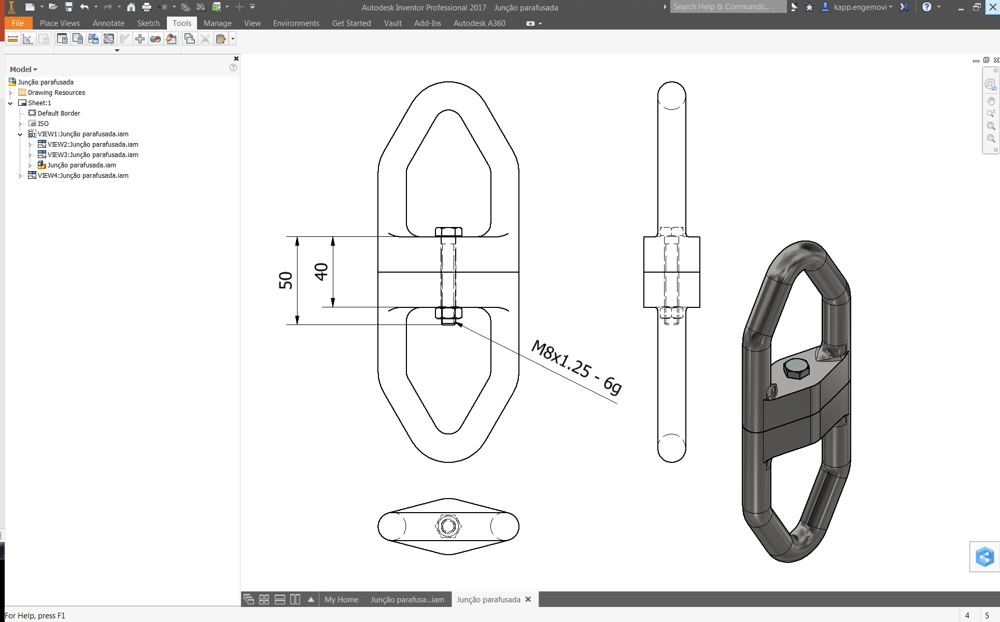 PRO
Autodesk Inventor Professional 2017 Junção parafusada
Search Help & Commands...
kapp.engemovi
File Place Views Annotate Sketch Tools Manage View Environments Get Started Vault Add-Ins Autodesk A360
Model
Junção parafusada
Drawing Resources
Sheet:1
Default Border
ISO
VIEW1:Junção parafusada.iam
VIEW2:Junção parafusada.iam
VIEW3:Junção parafusada.iam
Junção parafusada.iam
VIEW4:Junção parafusada.iam
2D
50
40
M8x1.25 - 6g
My Home Junção parafusa...iam Junção parafusada
For Help, press F1
4 5